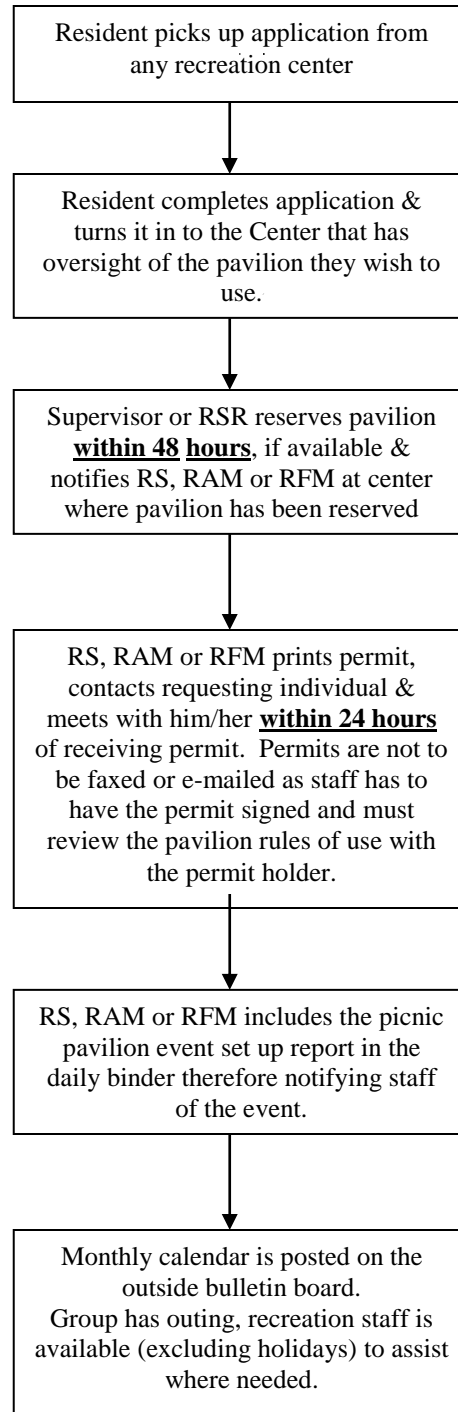 Resident picks up application from
any recreation center
Resident completes application &
turns it in to the Center that has
oversight of the pavilion they wish to
use.
Supervisor or RSR reserves pavilion
within 48 hours, if available &
notifies RS, RAM or RFM at center
where pavilion has been reserved
RS, RAM or RFM prints permit,
contacts requesting individual &
meets with him/her within 24 hours
of receiving permit.  Permits are not to
be faxed or e-mailed as staff has to
have the permit signed and must
review the pavilion rules of use with
the permit holder.
RS, RAM or RFM includes the picnic
pavilion event set up report in the
daily binder therefore notifying staff
of the event.
Monthly calendar is posted on the
outside bulletin board.
Group has outing, recreation staff is
available (excluding holidays) to assist
where needed.